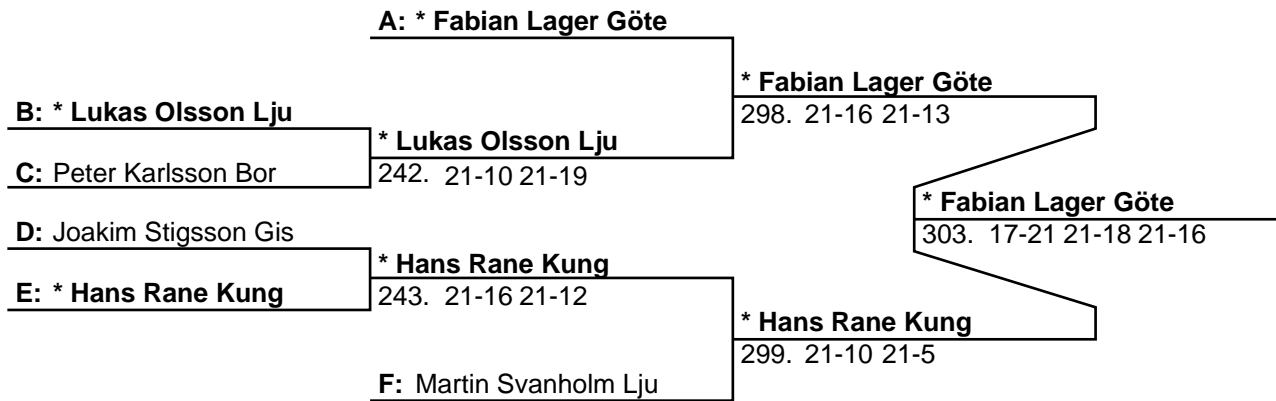 A: * Fabian Lager Göte
* Fabian Lager Göte
298. 21-16 21-13
B: * Lukas Olsson Lju
* Lukas Olsson Lju
242. 21-10 21-19
C: Peter Karlsson Bor
* Fabian Lager Göte
303. 17-21 21-18 21-16
D: Joakim Stigsson Gis
* Hans Rane Kung
243. 21-16 21-12
E: * Hans Rane Kung
* Hans Rane Kung
299. 21-10 21-5
F: Martin Svanholm Lju